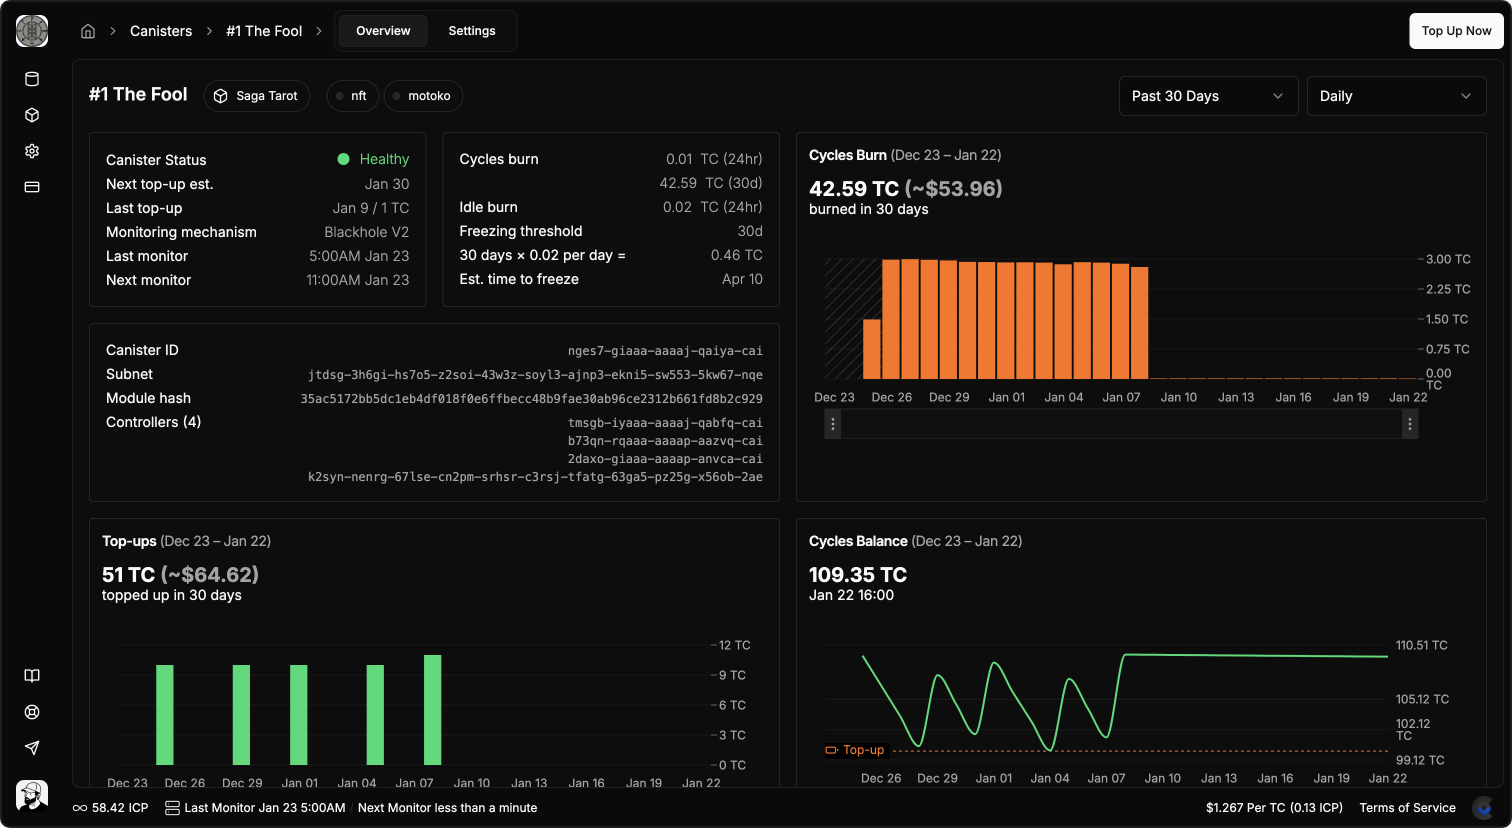 Canisters
#1 The Fool
Overview
Settings
Top Up Now
#1 The Fool
Saga Tarot
nft
motoko
Past 30 Days
Daily
Canister Status Healthy
Next top-up est. Jan 30
Last top-up Jan 9 / 1 TC
Monitoring mechanism Blackhole V2
Last monitor 5:00AM Jan 23
Next monitor 11:00AM Jan 23
Cycles burn 0.01 TC (24hr)
42.59 TC (30d)
Idle burn 0.02 TC (24hr)
Freezing threshold 30d
30 days × 0.02 per day = 0.46 TC
Est. time to freeze Apr 10
Canister ID nges7-giaaa-aaaaj-qaiya-cai
Subnet jtdsg-3h6gi-hs7o5-z2soi-43w3z-soyl3-ajnp3-ekni5-sw553-5kw67-nqe
Module hash 35ac5172bb5dc1eb4df018f0e6ffbecc48b9fae30ab96ce2312b661fd8b2c929
Controllers (4) tmsgb-iyaaa-aaaaj-qabfq-cai
b73qn-rqaaa-aaaap-aazvq-cai
2daxo-giaaa-aaaap-anvca-cai
k2syn-nenrg-67lse-cn2pm-srhsr-c3rsj-tfatg-63ga5-pz25g-x56ob-2ae
Cycles Burn (Dec 23 – Jan 22)
42.59 TC (~$53.96)
burned in 30 days
3.00 TC
2.25 TC
1.50 TC
0.75 TC
0.00
TC
Dec 23 Dec 26 Dec 29 Jan 01 Jan 04 Jan 07 Jan 10 Jan 13 Jan 16 Jan 19 Jan 22
Top-ups (Dec 23 – Jan 22)
51 TC (~$64.62)
topped up in 30 days
12 TC
9 TC
6 TC
3 TC
0 TC
Dec 23 Dec 26 Dec 29 Jan 01 Jan 04 Jan 07 Jan 10 Jan 13 Jan 16 Jan 19 Jan 22
Cycles Balance (Dec 23 – Jan 22)
109.35 TC
Jan 22 16:00
110.51 TC
105.12 TC
102.12
TC
Top-up
99.12 TC
Dec 26 Dec 29 Jan 01 Jan 04 Jan 07 Jan 10 Jan 13 Jan 16 Jan 19 Jan 22
58.42 ICP
Last Monitor Jan 23 5:00AM / Next Monitor less than a minute
$1.267 Per TC (0.13 ICP)
Terms of Service